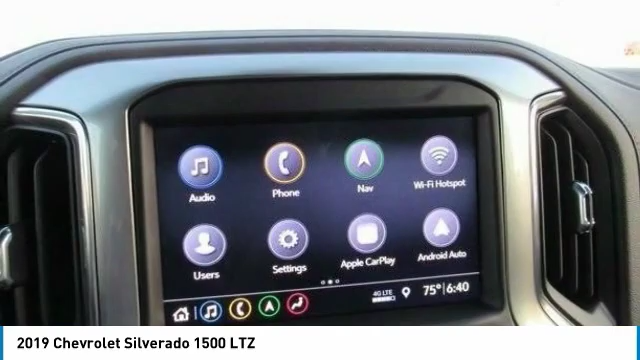 Audio Phone Nav Wi-Fi Hotspot
Users Settings Apple CarPlay Android Auto
4G LTE 75° 6:40
2019 Chevrolet Silverado 1500 LTZ